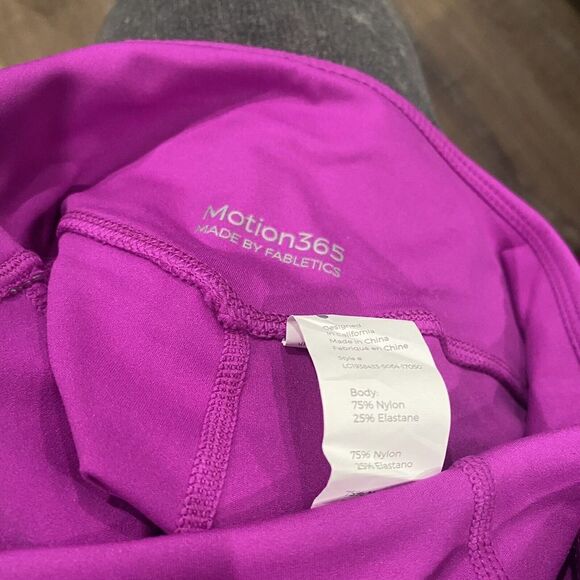 Motion365
MADE BY FABLETICS
Designed
in California
Made in China
Fabriqué en Chine
Style #
Body:
75% Nylon
25% Elastane
75% Nylon
25% Elastano